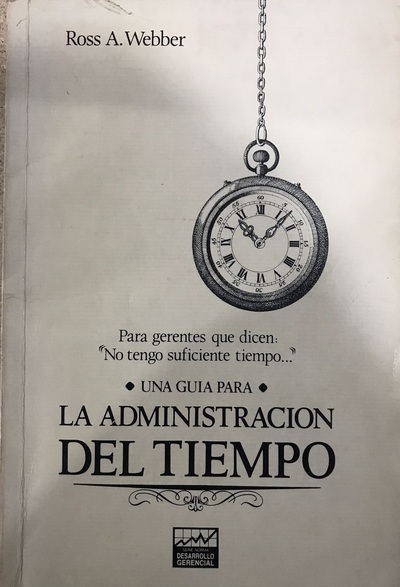 Ross A. Webber
Para gerentes que dicen:
"No tengo suficiente tiempo..."
UNA GUIA PARA
LA ADMINISTRACION
DEL TIEMPO
SERIE NORMA
DESARROLLO
GERENCIAL